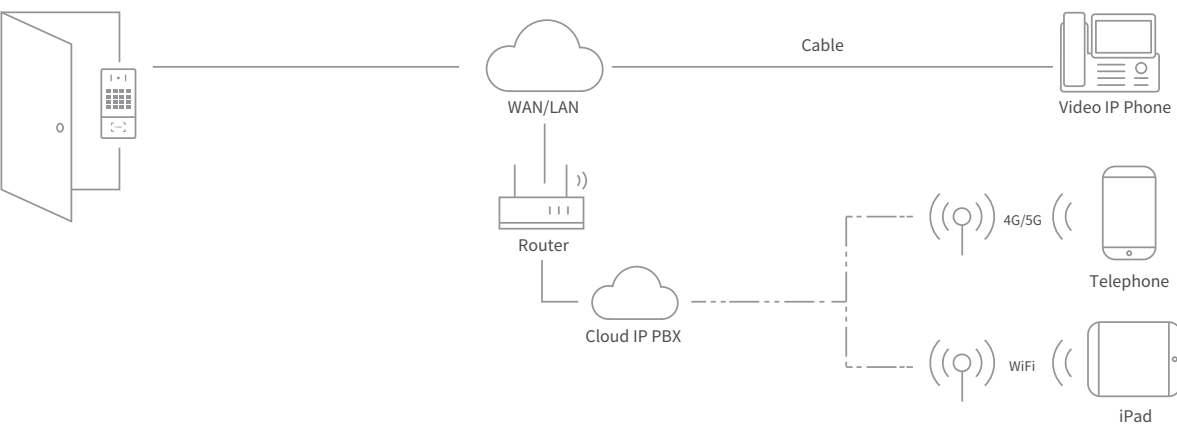 Cable
WAN/LAN
Video IP Phone
4G/5G
Router
Telephone
Cloud IP PBX
WiFi
iPad